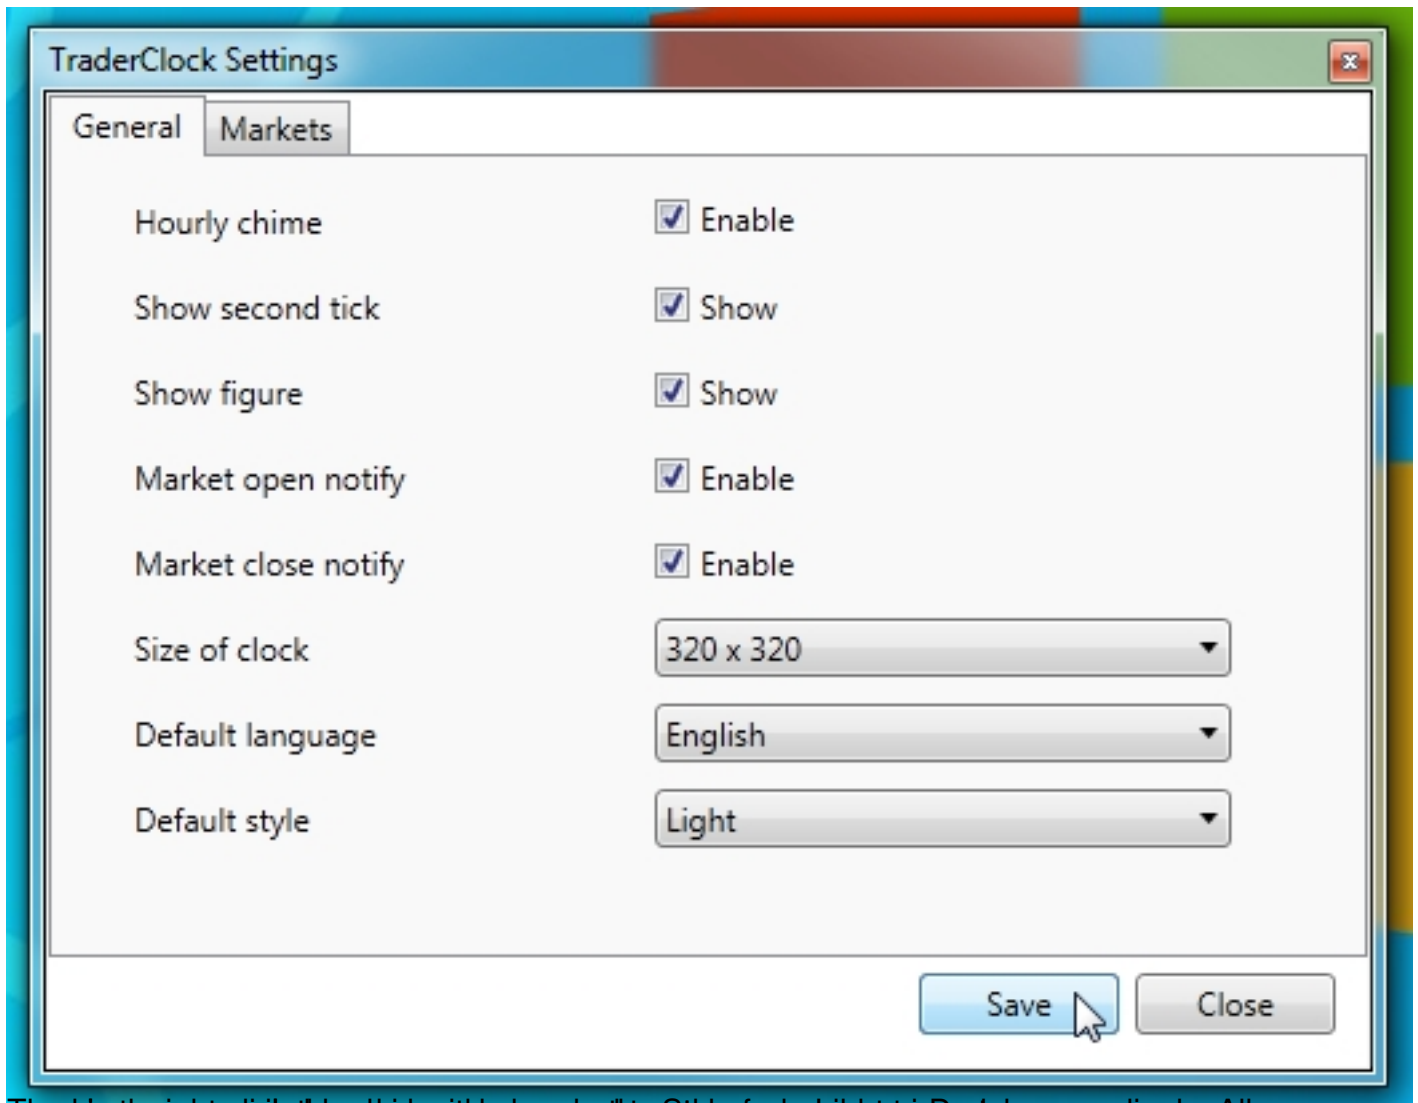 TraderClock Settings
General
Markets
Hourly chime
Enable
Show second tick
Show
Show figure
Show
Market open notify
Enable
Market close notify
Enable
Size of clock
320 x 320
Default language
English
Default style
Light
Save
Close